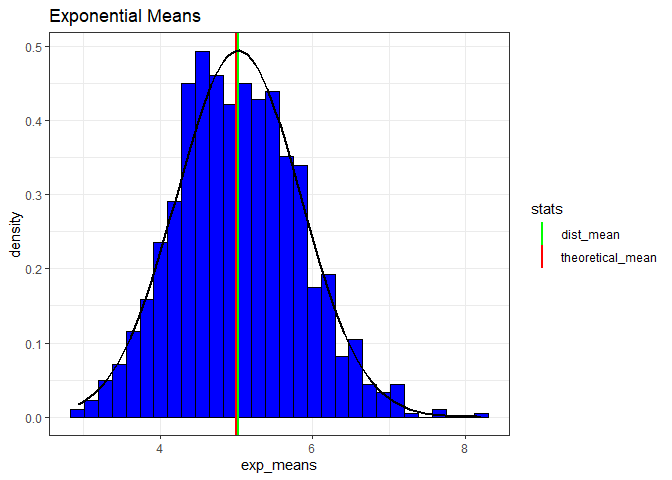 Exponential Means
0.5
0.4
0.3
0.2
0.1
0.0
density
4
6
8
exp_means
stats
dist_mean
theoretical_mean